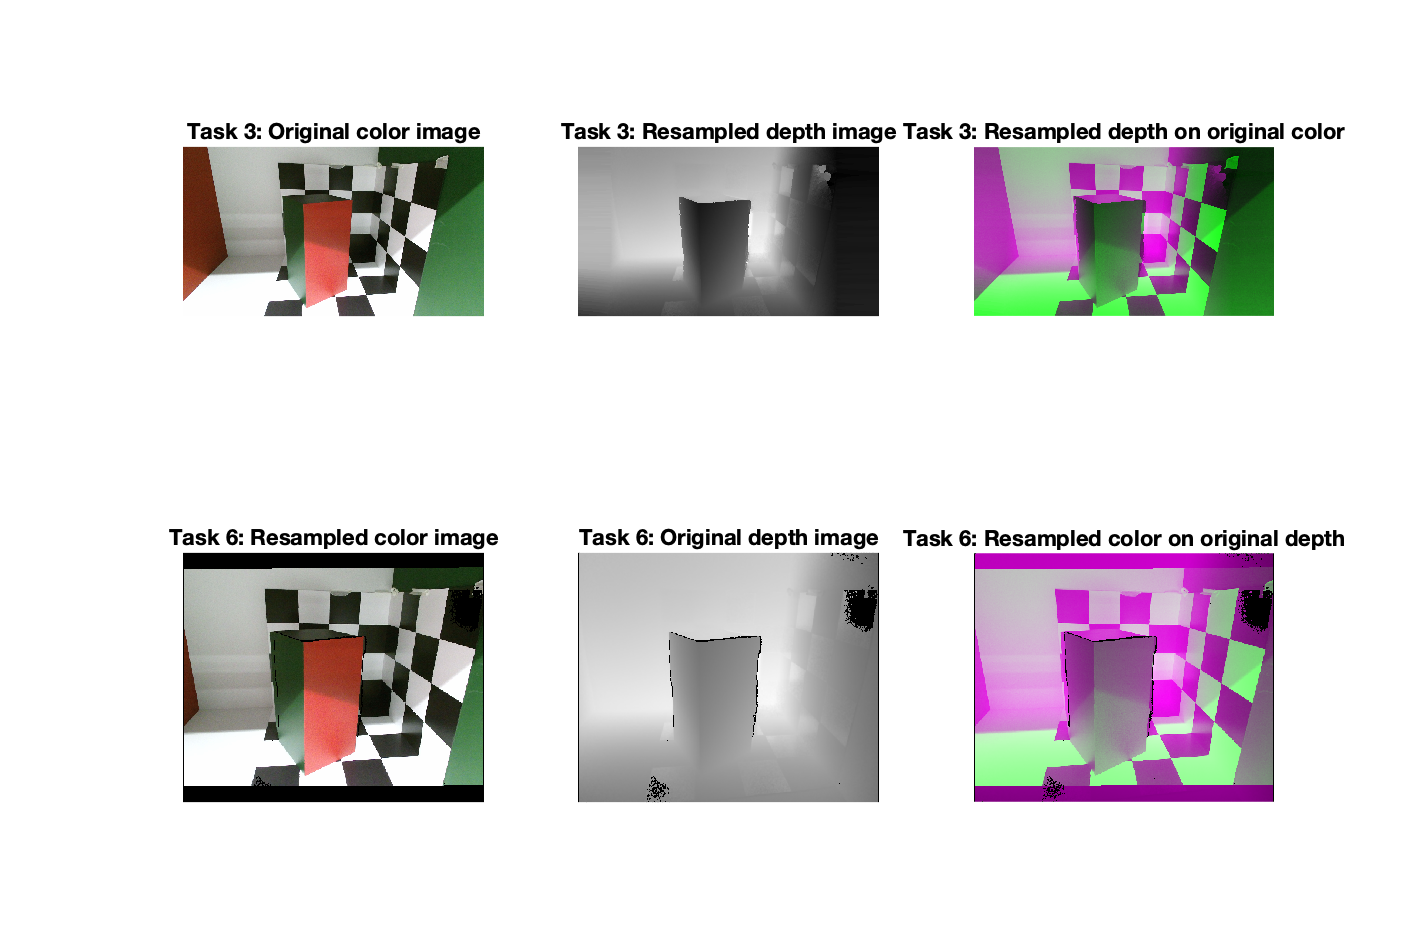 Task 3: Original color image
Task 3: Resampled depth image
Task 3: Resampled depth on original color
Task 6: Resampled color image
Task 6: Original depth image
Task 6: Resampled color on original depth